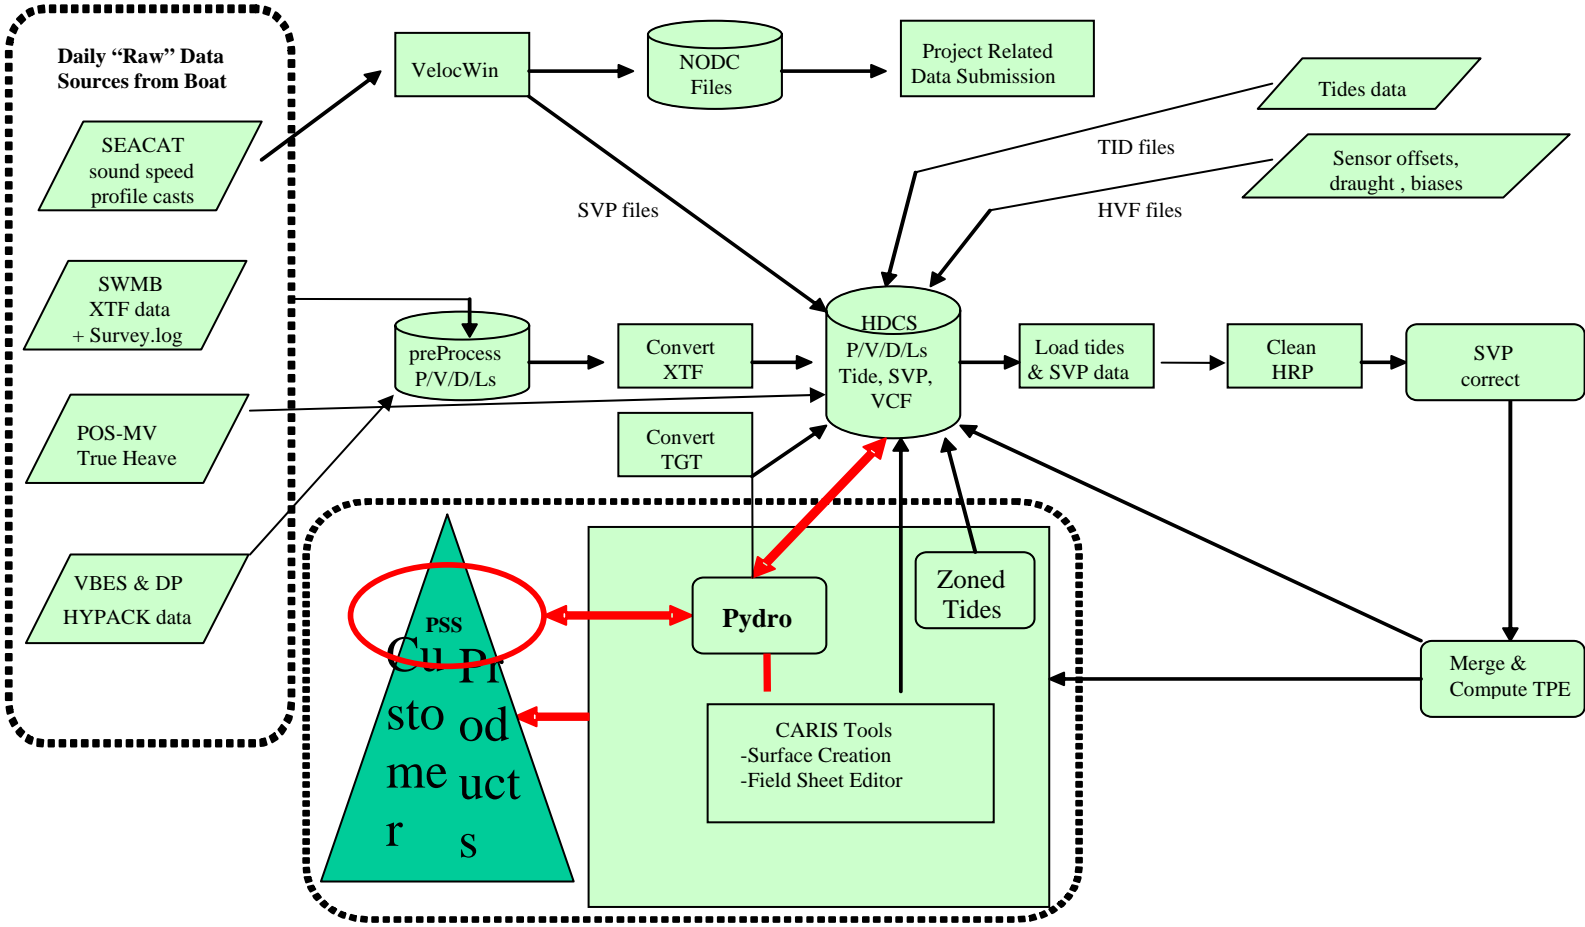 Daily “Raw” Data
Sources from Boat
SEACAT
sound speed
profile casts
SWMB
XTF data
+ Survey.log
POS-MV
True Heave
VBES & DP
HYPACK data
VelocWin
NODC
Files
Project Related
Data Submission
Tides data
Sensor offsets,
draught , biases
TID files
HVF files
SVP files
preProcess
P/V/D/Ls
Convert
XTF
Convert
TGT
HDCS
P/V/D/Ls
Tide, SVP,
VCF
Load tides
& SVP data
Clean
HRP
SVP
correct
Merge &
Compute TPE
Zoned
Tides
Pydro
CARIS Tools
-Surface Creation
-Field Sheet Editor
PSS
Cu
sto
me
r
Pr
od
uct
s